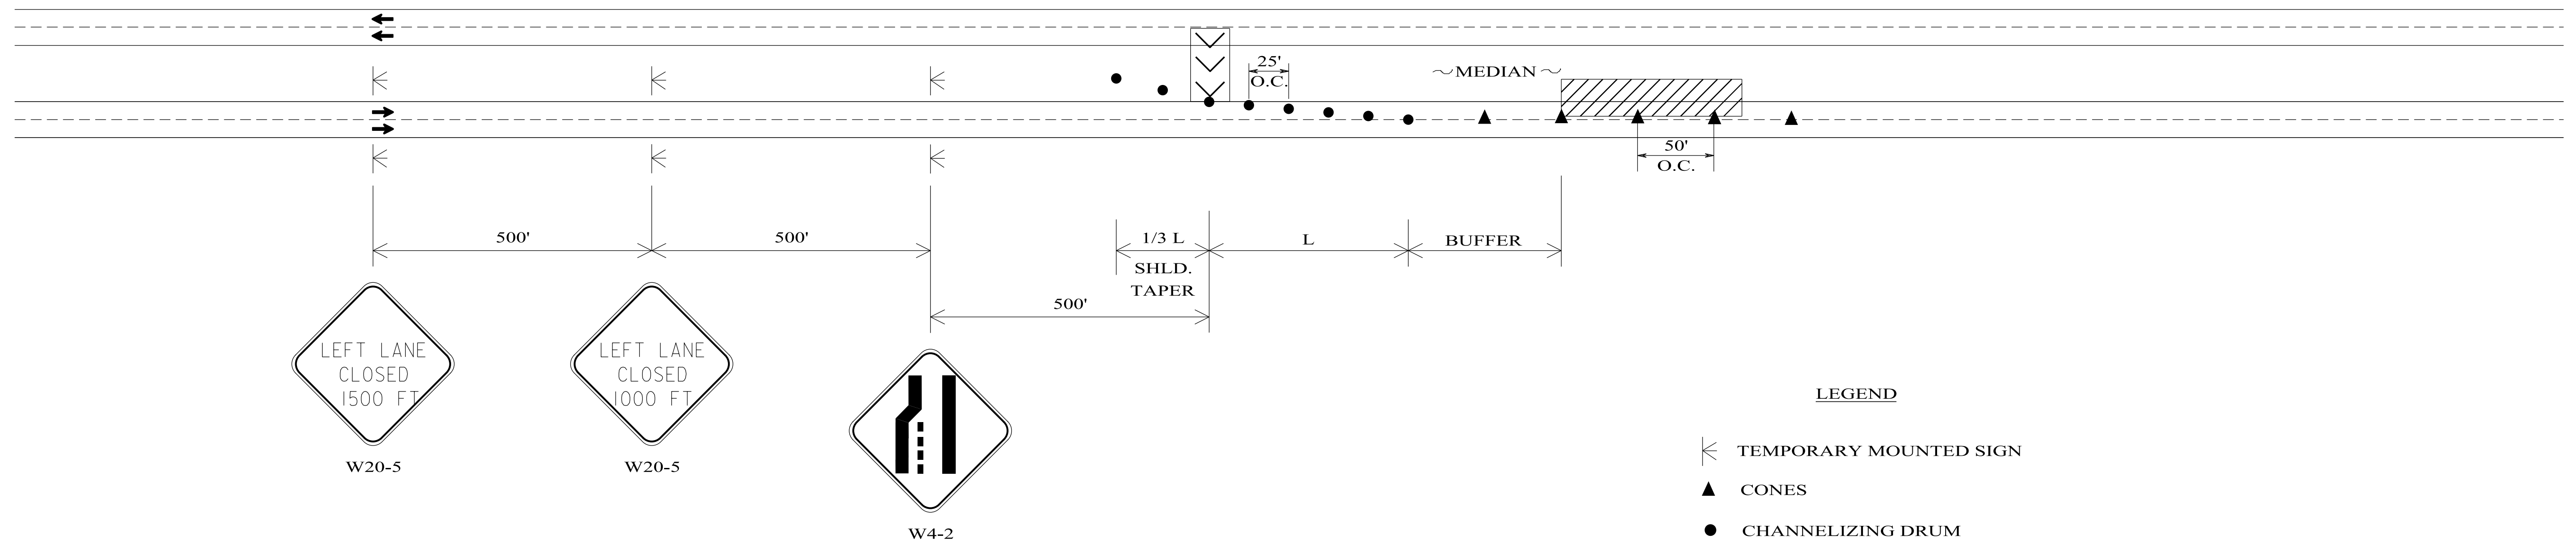 25'
O.C.
MEDIAN
50'
O.C.
500'
500'
1/3 L
L
BUFFER
SHLD.
TAPER
500'
LEFT LANE
CLOSED
1500 FT
W20-5
LEFT LANE
CLOSED
1000 FT
W20-5
W4-2
LEGEND
TEMPORARY MOUNTED SIGN
CONES
CHANNELIZING DRUM